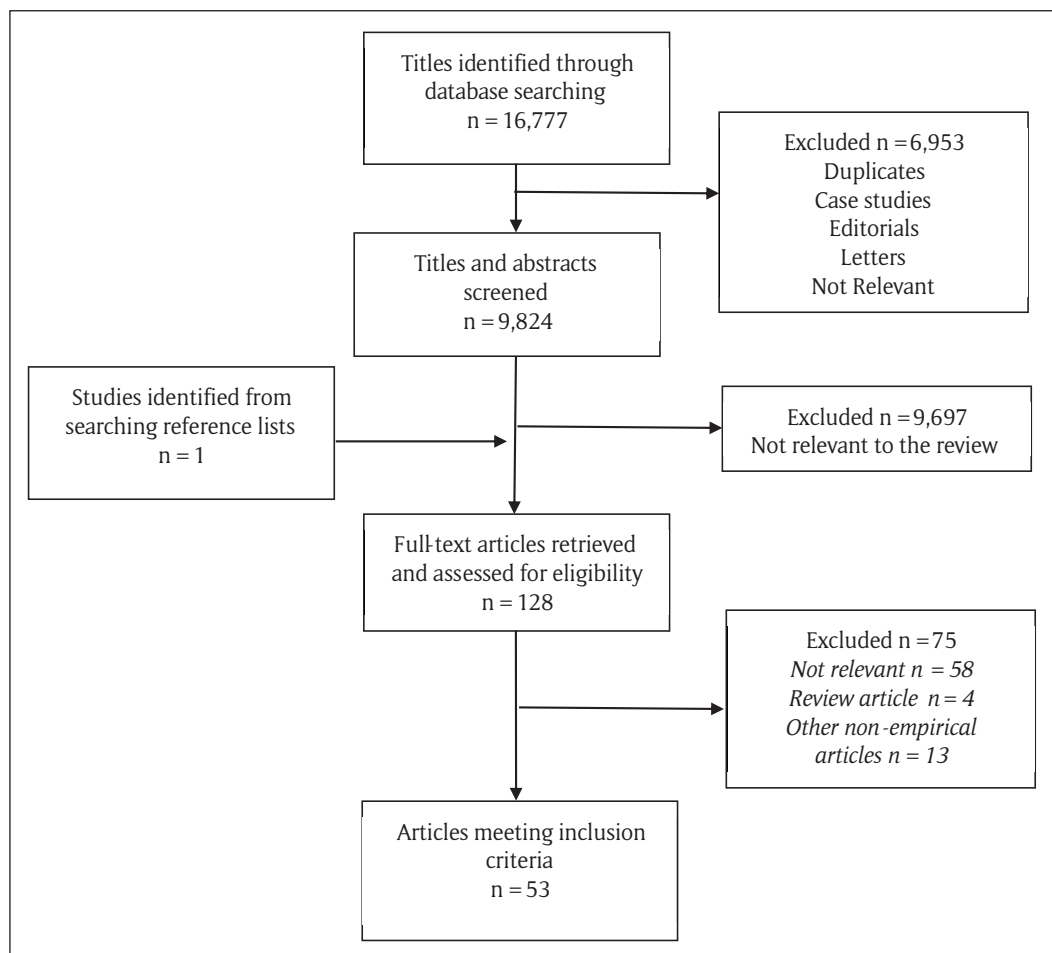 Titles identified through
database searching
n = 16,777
Excluded n =6,953
Duplicates
Case studies
Editorials
Letters
Not Relevant
Titles and abstracts
screened
n =9,824
Studies identified from
searching reference lists
n = 1
Excluded n =9,697
Not relevant to the review
Full-text articles retrieved
and assessed for eligibility
n = 128
Excluded n =75
Not relevant n = 58
Review article n= 4
Other non-empirical
articles n = 13
Articles meeting inclusion
criteria
n = 53